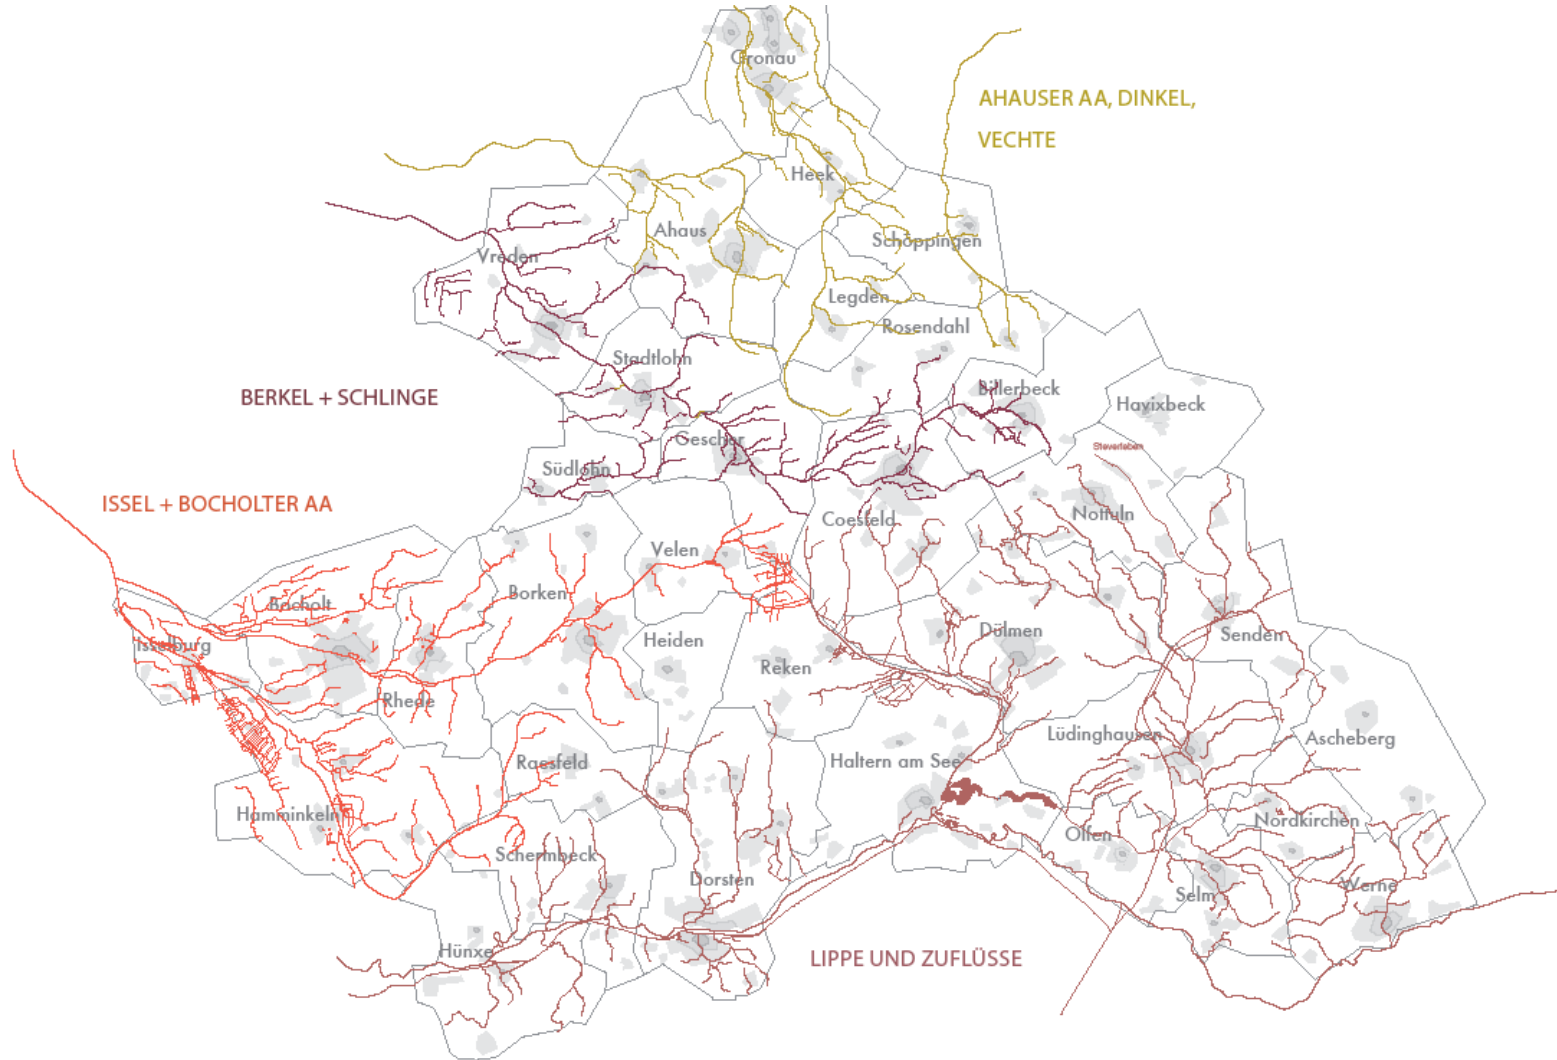 Gronau
AHAUSER AA, DINKEL,
VECHTE
Heek
Ahaus
Schöppingen
Vreden
Legden
Rosendahl
Stadtlohn
BERKEL + SCHLINGE
Billerbeck
Havixbeck
Gescher
Steverleben
Südlohn
ISSEL + BOCHOLTER AA
Coesfeld
Nottuln
Velen
Borken
Bocholt
Isselburg
Heiden
Dülmen
Senden
Reken
Rhede
Lüdinghausen
Ascheberg
Raesfeld
Haltern am See
Hamminkeln
Nordkirchen
Olfen
Schermbeck
Dorsten
Werne
Selm
Hünxe
LIPPE UND ZUFLÜSSE